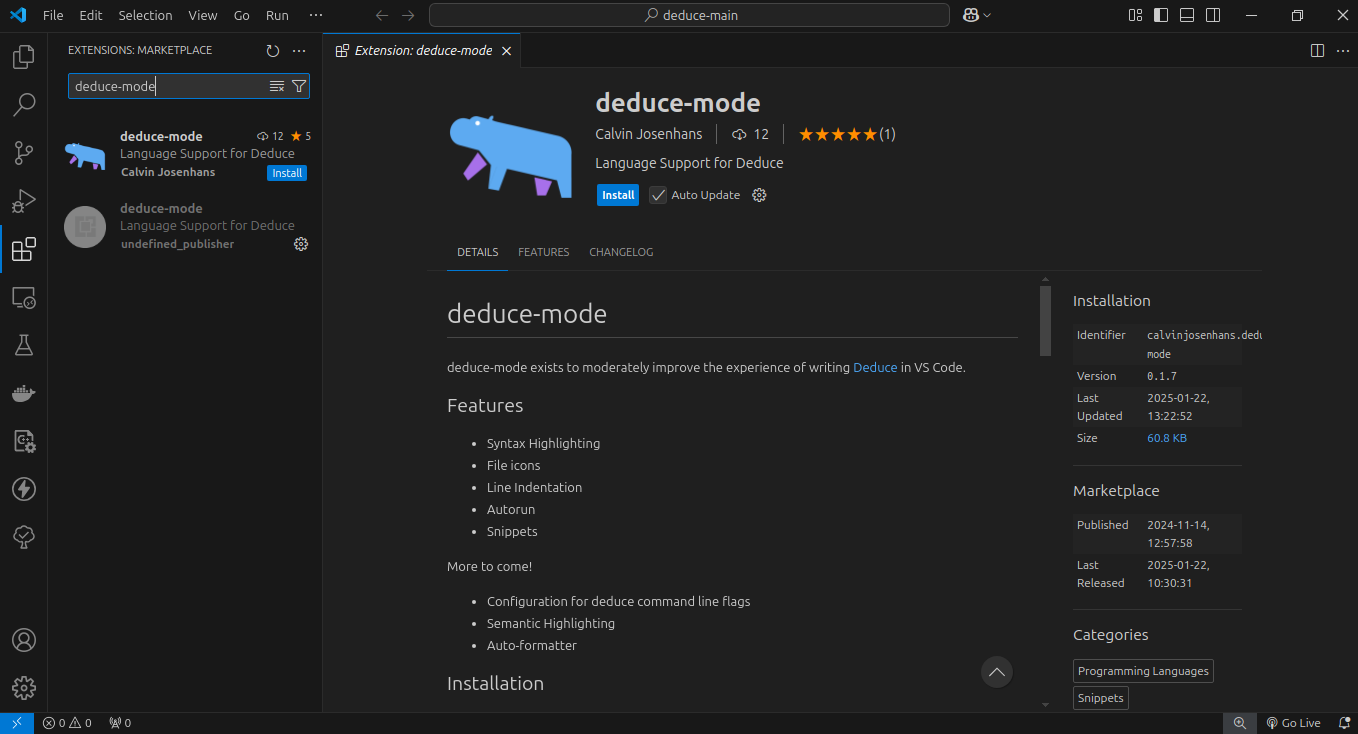 File Edit Selection View Go Run ···
deduce-main
EXTENSIONS: MARKETPLACE
deduce-mode
deduce-mode 12 ★ 5
Language Support for Deduce
Calvin Josenhans Install
deduce-mode
Language Support for Deduce
undefined_publisher
Extension: deduce-mode
deduce-mode
Calvin Josenhans 12 ★★★★★(1)
Language Support for Deduce
Install Auto Update
DETAILS FEATURES CHANGELOG
deduce-mode
deduce-mode exists to moderately improve the experience of writing Deduce in VS Code.
Features
• Syntax Highlighting
• File icons
• Line Indentation
• Autorun
• Snippets
More to come!
• Configuration for deduce command line flags
• Semantic Highlighting
• Auto-formatter
Installation
Installation
Identifier calvinjosenhans.dedu
mode
Version 0.1.7
Last 2025-01-22,
Updated 13:22:52
Size 60.8 KB
Marketplace
Published 2024-11-14,
12:57:58
Last 2025-01-22,
Released 10:30:31
Categories
Programming Languages
Snippets
0 0 0
Go Live